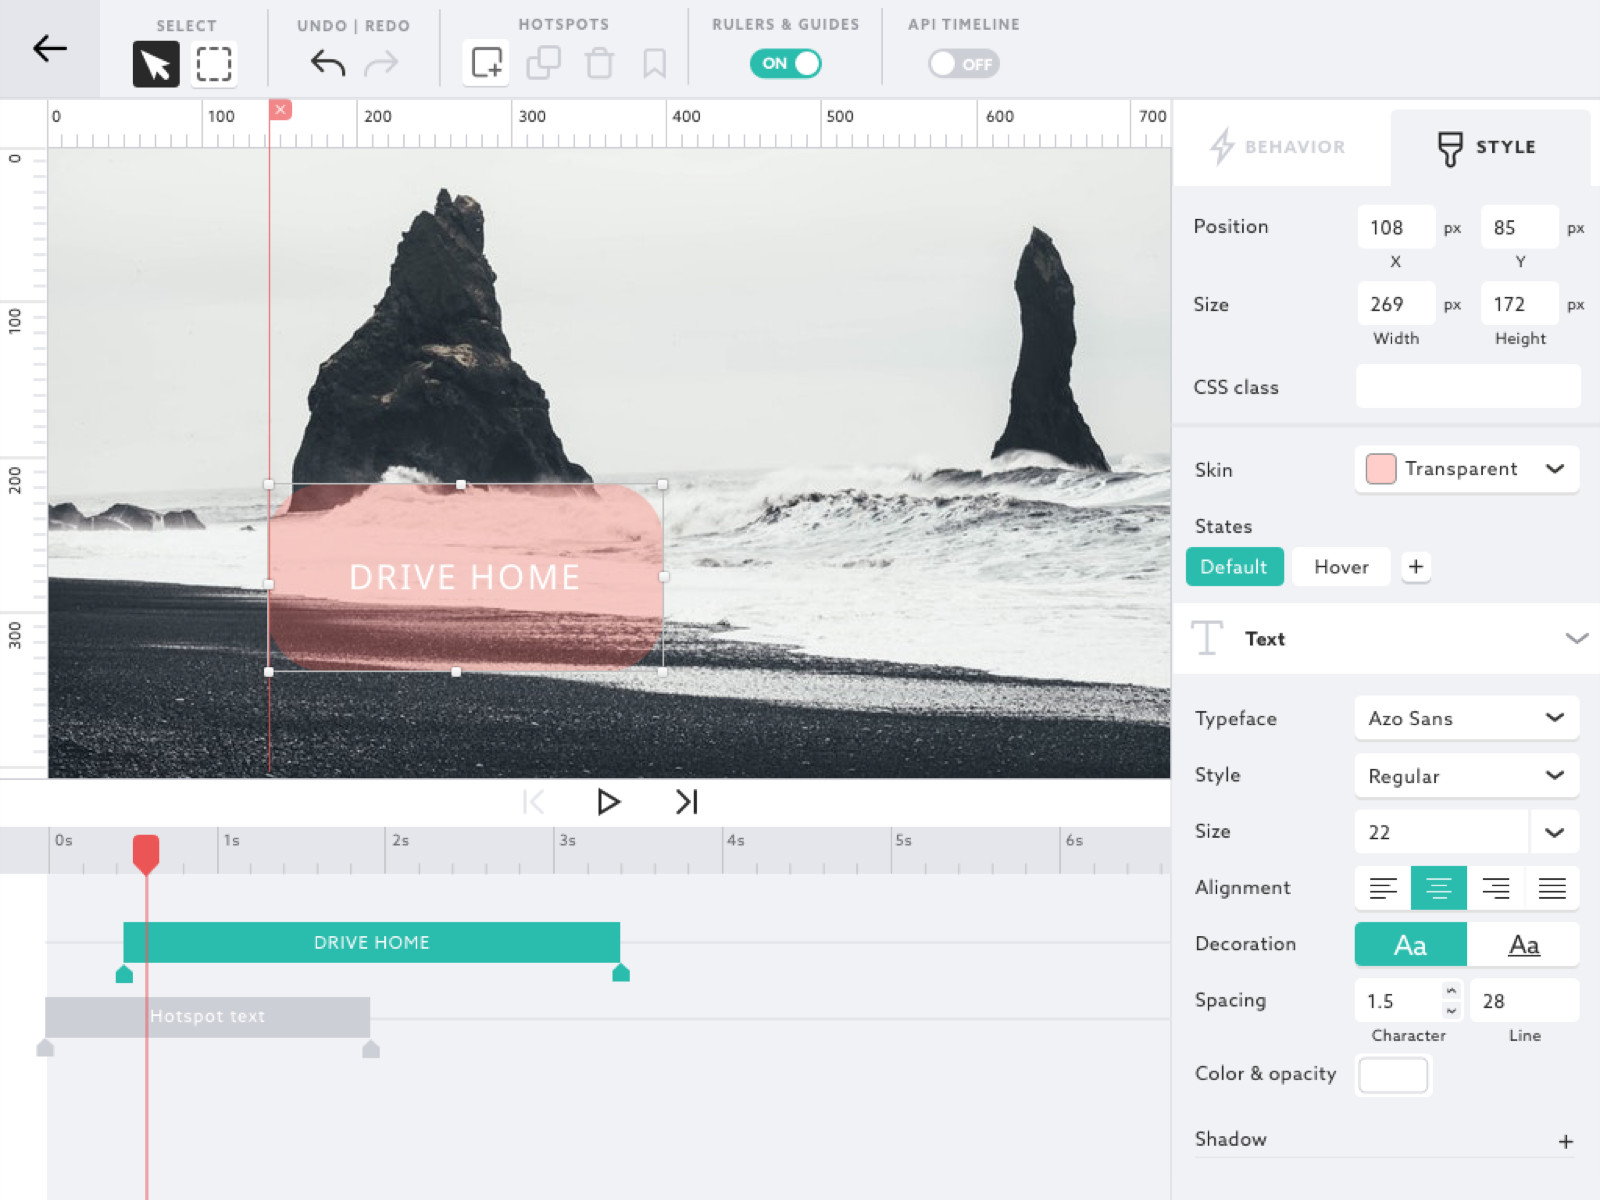 SELECT
UNDO | REDO
HOTSPOTS
RULERS & GUIDES
API TIMELINE
ON
OFF
0
100
200
300
400
500
600
700
0
100
200
300
DRIVE HOME
BEHAVIOR
STYLE
Position
108 px
85 px
X
Y
Size
269 px
172 px
Width
Height
CSS class
Skin
Transparent
States
Default
Hover
+
T
Text
Typeface
Azo Sans
Style
Regular
Size
22
Alignment
Decoration
Aa
Aa
Spacing
1.5
28
Character
Line
Color & opacity
Shadow
+
0s
1s
2s
3s
4s
5s
6s
DRIVE HOME
Hotspot text